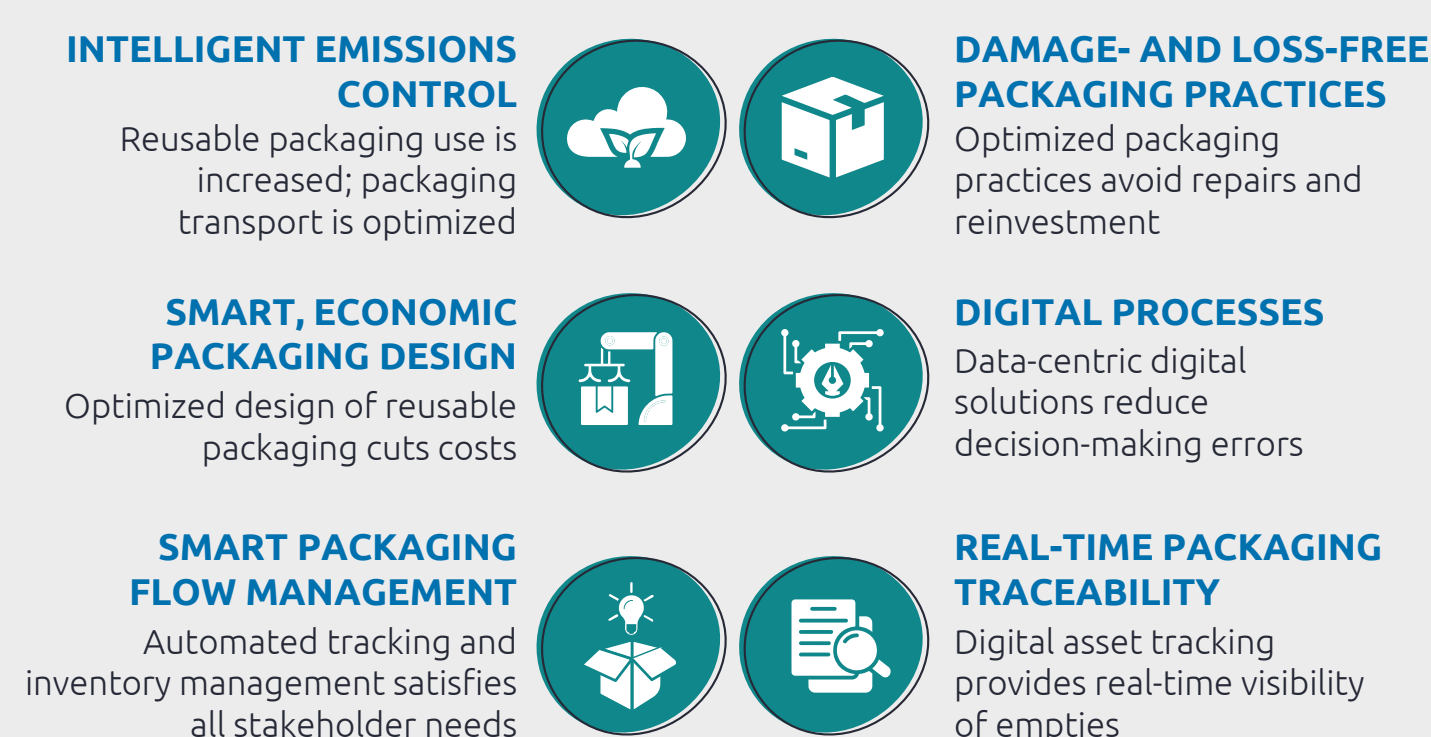 INTELLIGENT EMISSIONS
CONTROL
Reusable packaging use is
increased; packaging
transport is optimized
DAMAGE- AND LOSS-FREE
PACKAGING PRACTICES
Optimized packaging
practices avoid repairs and
reinvestment
SMART, ECONOMIC
PACKAGING DESIGN
Optimized design of reusable
packaging cuts costs
DIGITAL PROCESSES
Data-centric digital
solutions reduce
decision-making errors
SMART PACKAGING
FLOW MANAGEMENT
Automated tracking and
inventory management satisfies
all stakeholder needs
REAL-TIME PACKAGING
TRACEABILITY
Digital asset tracking
provides real-time visibility
of empties